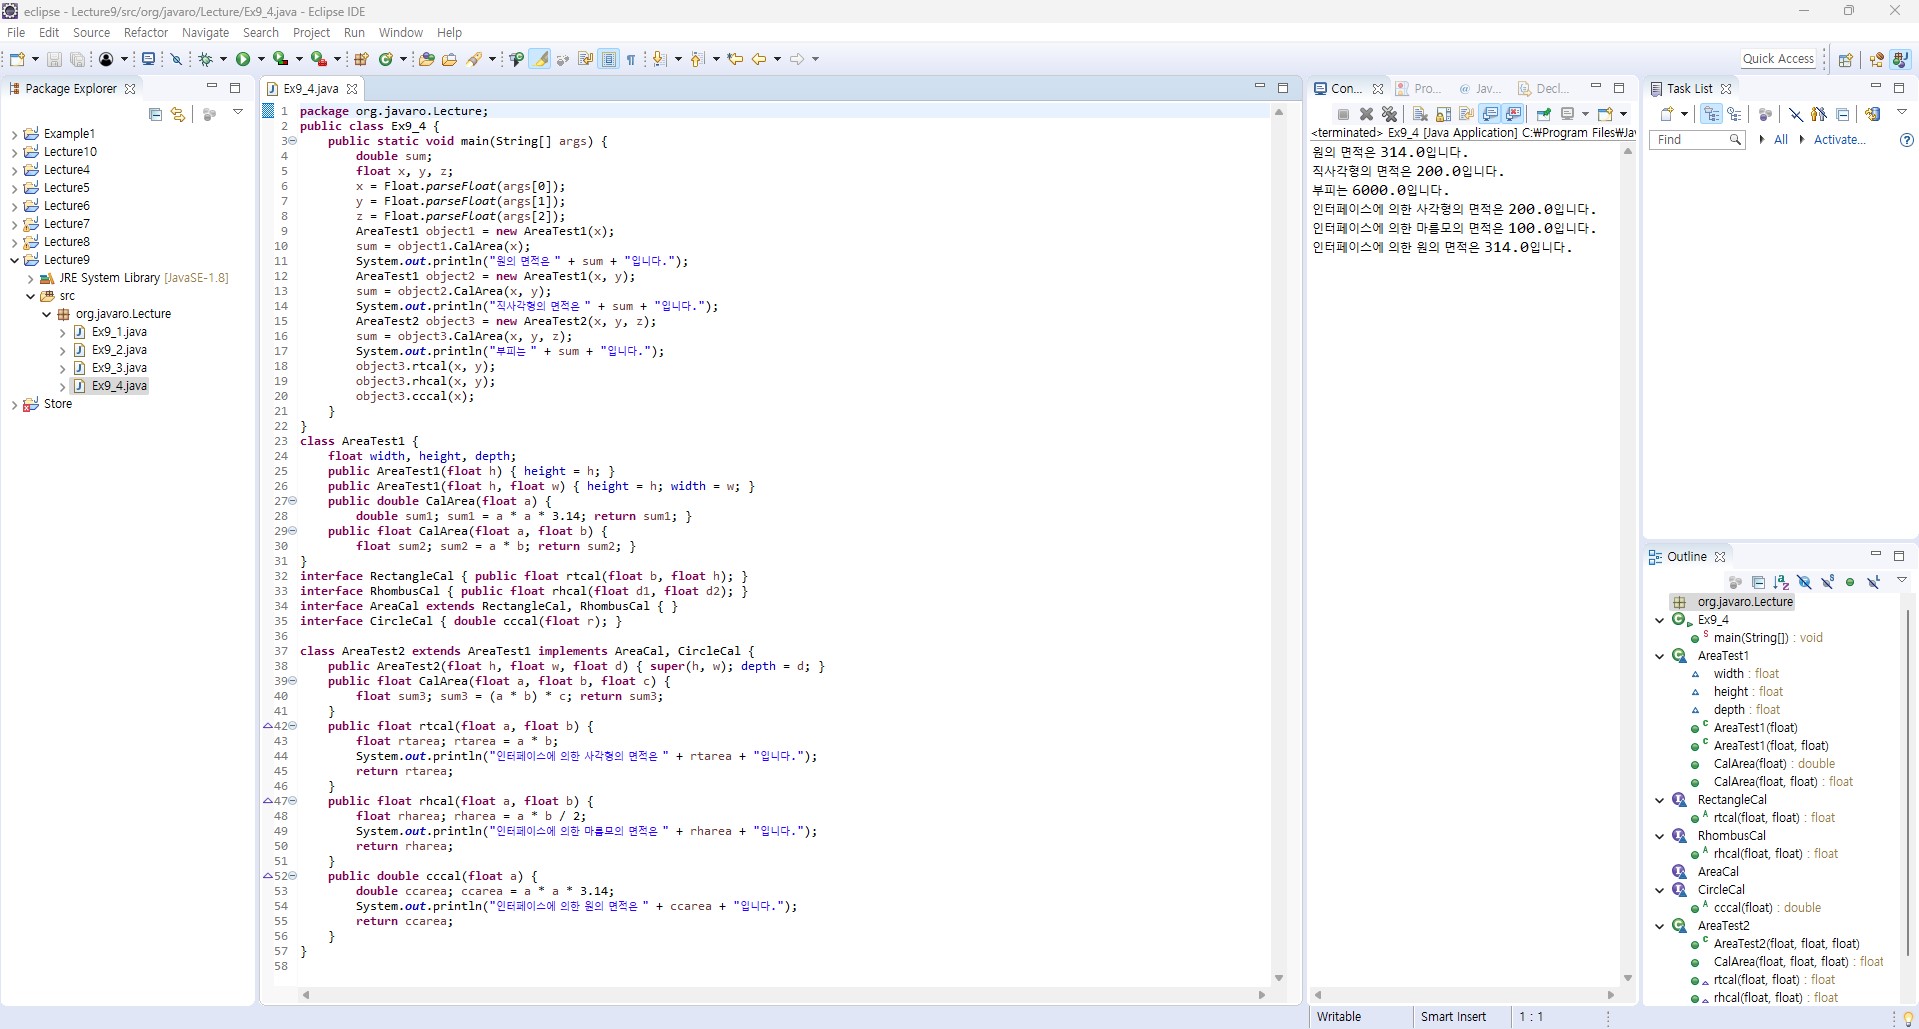 eclipse - Lecture9/src/org/javaro/Lecture/Ex9_4.java - Eclipse IDE
File Edit Source Refactor Navigate Search Project Run Window Help
Quick Access
Package Explorer
Example1
Lecture10
Lecture4
Lecture5
Lecture6
Lecture7
Lecture8
Lecture9
JRE System Library [JavaSE-1.8]
src
org.javaro.Lecture
Ex9_1.java
Ex9_2.java
Ex9_3.java
Ex9_4.java
Store
Ex9_4.java
1 package org.javaro.Lecture;
2 public class Ex9_4 {
3 public static void main(String[] args) {
4 double sum;
5 float x, y, z;
6 x = Float.parseFloat(args[0]);
7 y = Float.parseFloat(args[1]);
8 z = Float.parseFloat(args[2]);
9 AreaTest1 object1 = new AreaTest1(x);
10 sum = object1.CalArea(x);
11 System.out.println("원의 면적은 " + sum + "입니다.");
12 AreaTest1 object2 = new AreaTest1(x, y);
13 sum = object2.CalArea(x, y);
14 System.out.println("직사각형의 면적은 " + sum + "입니다.");
15 AreaTest2 object3 = new AreaTest2(x, y, z);
16 sum = object3.CalArea(x, y, z);
17 System.out.println("부피는 " + sum + "입니다.");
18 object3.rtcal(x, y);
19 object3.rhcal(x, y);
20 object3.cccal(x);
21 }
22 }
23 class AreaTest1 {
24 float width, height, depth;
25 public AreaTest1(float h) { height = h; }
26 public AreaTest1(float h, float w) { height = h; width = w; }
27 public double CalArea(float a) {
28 double sum1; sum1 = a * a * 3.14; return sum1; }
29 public float CalArea(float a, float b) {
30 float sum2; sum2 = a * b; return sum2; }
31 }
32 interface RectangleCal { public float rtcal(float b, float h); }
33 interface RhombusCal { public float rhcal(float d1, float d2); }
34 interface AreaCal extends RectangleCal, RhombusCal { }
35 interface CircleCal { double cccal(float r); }
36
37 class AreaTest2 extends AreaTest1 implements AreaCal, CircleCal {
38 public AreaTest2(float h, float w, float d) { super(h, w); depth = d; }
39 public float CalArea(float a, float b, float c) {
40 float sum3; sum3 = (a * b) * c; return sum3;
41 }
42 public float rtcal(float a, float b) {
43 float rtarea; rtarea = a * b;
44 System.out.println("인터페이스에 의한 사각형의 면적은 " + rtarea + "입니다.");
45 return rtarea;
46 }
47 public float rhcal(float a, float b) {
48 float rharea; rharea = a * b / 2;
49 System.out.println("인터페이스에 의한 마름모의 면적은 " + rharea + "입니다.");
50 return rharea;
51 }
52 public double cccal(float a) {
53 double ccarea; ccarea = a * a * 3.14;
54 System.out.println("인터페이스에 의한 원의 면적은 " + ccarea + "입니다.");
55 return ccarea;
56 }
57 }
58
Con... Pro... Jav... Decl...
<terminated> Ex9_4 [Java Application] C:₩Program Files₩Jav
원의 면적은 314.0입니다.
직사각형의 면적은 200.0입니다.
부피는 6000.0입니다.
인터페이스에 의한 사각형의 면적은 200.0입니다.
인터페이스에 의한 마름모의 면적은 100.0입니다.
인터페이스에 의한 원의 면적은 314.0입니다.
Task List
Find All Activate...
Outline
org.javaro.Lecture
Ex9_4
main(String[]) : void
AreaTest1
width : float
height : float
depth : float
AreaTest1(float)
AreaTest1(float, float)
CalArea(float) : double
CalArea(float, float) : float
RectangleCal
rtcal(float, float) : float
RhombusCal
rhcal(float, float) : float
AreaCal
CircleCal
cccal(float) : double
AreaTest2
AreaTest2(float, float, float)
CalArea(float, float, float) : float
rtcal(float, float) : float
rhcal(float, float) : float
Writable Smart Insert 1 : 1